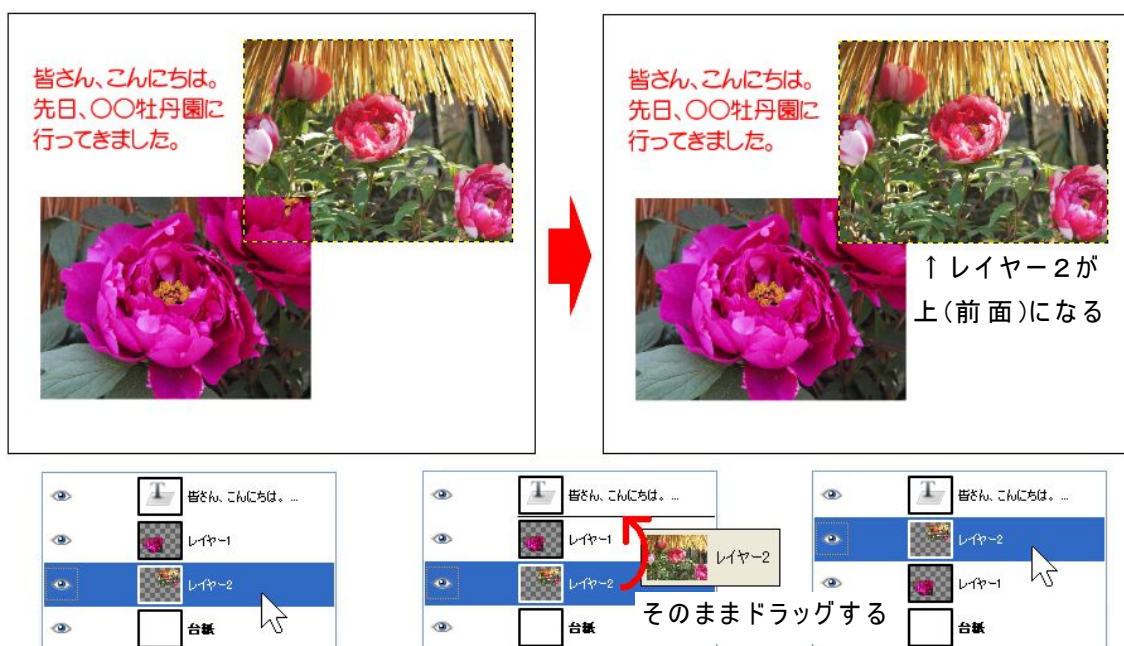 皆さん、こんにちは。
先日、〇〇牡丹園に
行ってきました。
皆さん、こんにちは。
先日、〇〇牡丹園に
行ってきました。
↑レイヤー2が
上(前面)になる
皆さん、こんにちは。...
レイヤー1
レイヤー2
台紙
皆さん、こんにちは。...
レイヤー1
レイヤー2
レイヤー2
そのままドラッグする
台紙
皆さん、こんにちは。...
レイヤー2
レイヤー1
台紙